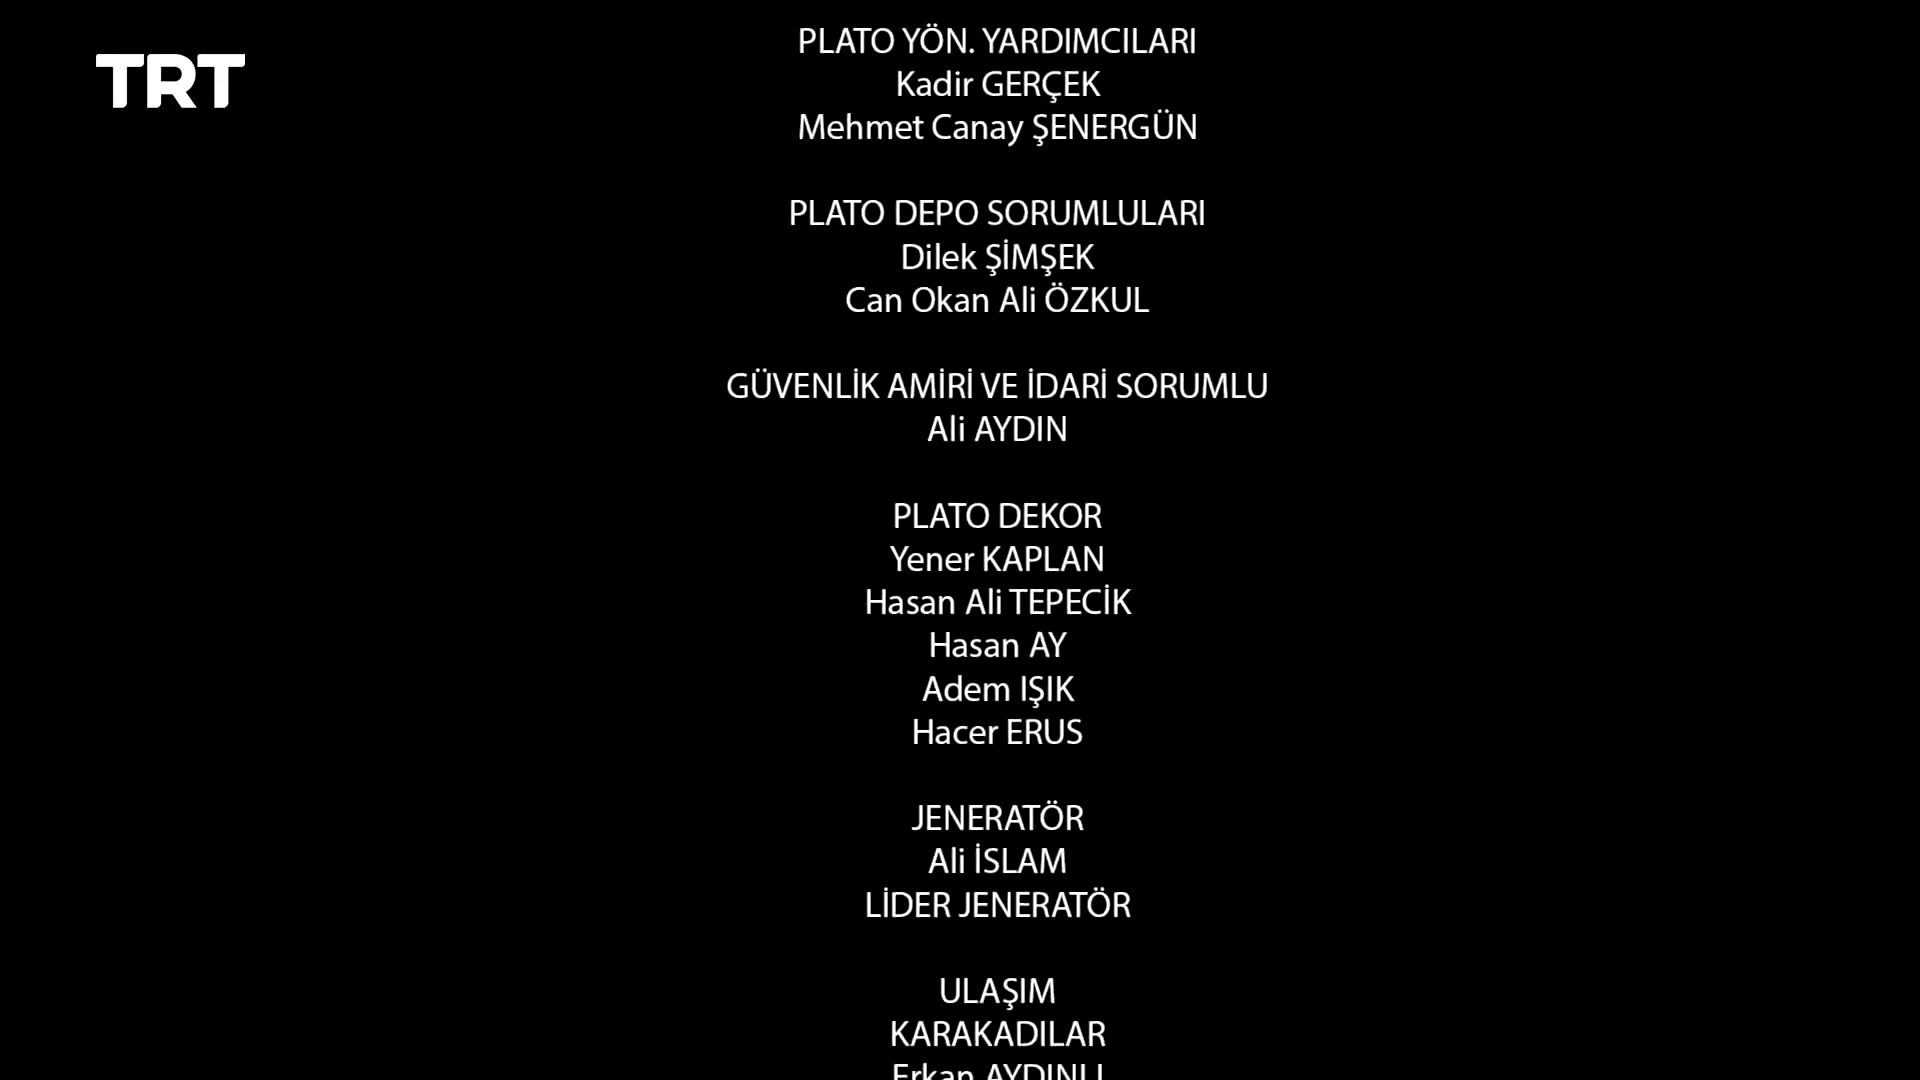 TRT
PLATO YÖN. YARDIMCILARI
Kadir GERÇEK
Mehmet Canay ŞENERGÜN
PLATO DEPO SORUMLULARI
Dilek ŞİMŞEK
Can Okan Ali ÖZKUL
GÜVENLİK AMİRİ VE İDARİ SORUMLU
Ali AYDIN
PLATO DEKOR
Yener KAPLAN
Hasan Ali TEPECİK
Hasan AY
Adem IŞIK
Hacer ERUS
JENERATÖR
Ali İSLAM
LİDER JENERATÖR
ULAŞIM
KARAKADILAR
Erkan AYDINLI